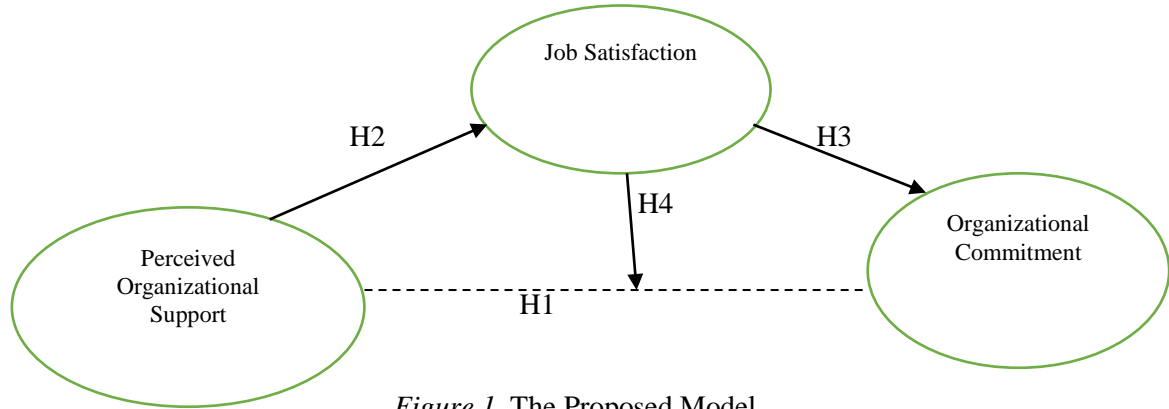 Job Satisfaction
H2
H3
H4
Organizational
Commitment
Perceived
Organizational
Support
H1
Figure 1. The Proposed Model